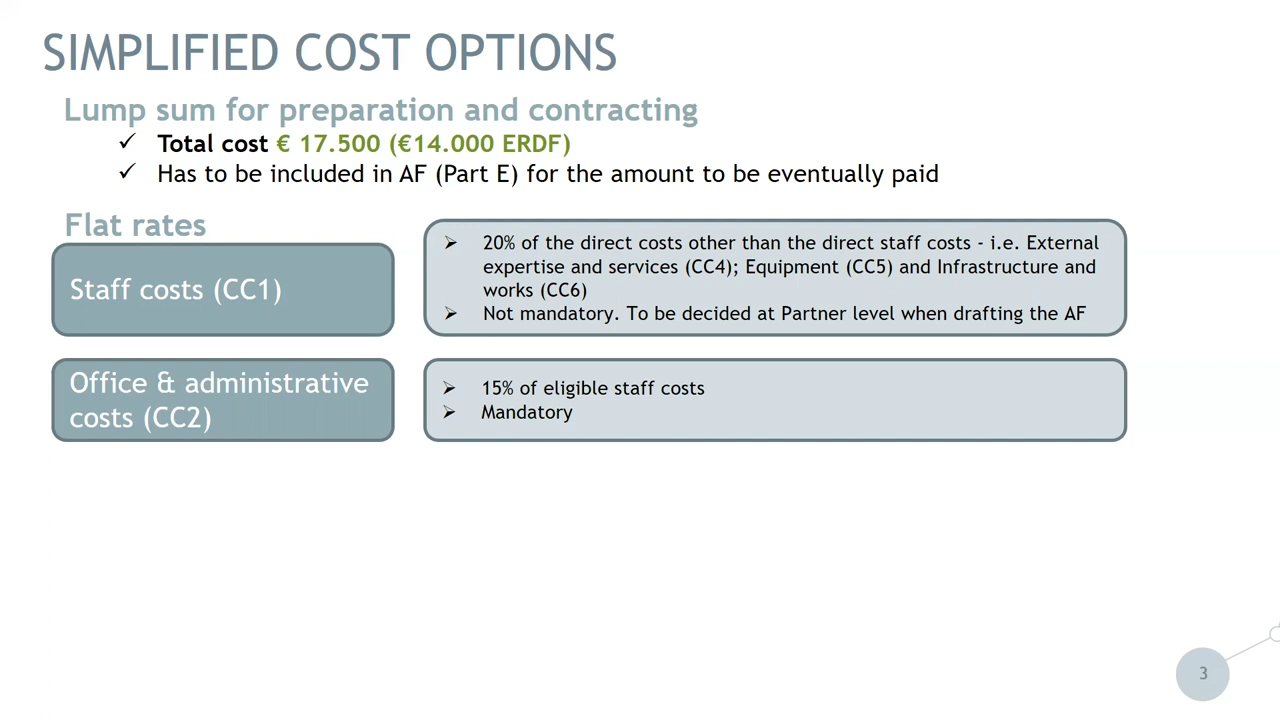 SIMPLIFIED COST OPTIONS
Lump sum for preparation and contracting
✓ Total cost € 17.500 (€14.000 ERDF)
✓ Has to be included in AF (Part E) for the amount to be eventually paid
Flat rates
Staff costs (CC1)
➢ 20% of the direct costs other than the direct staff costs - i.e. External
expertise and services (CC4); Equipment (CC5) and Infrastructure and
works (CC6)
➢ Not mandatory. To be decided at Partner level when drafting the AF
Office & administrative
costs (CC2)
➢ 15% of eligible staff costs
➢ Mandatory
3